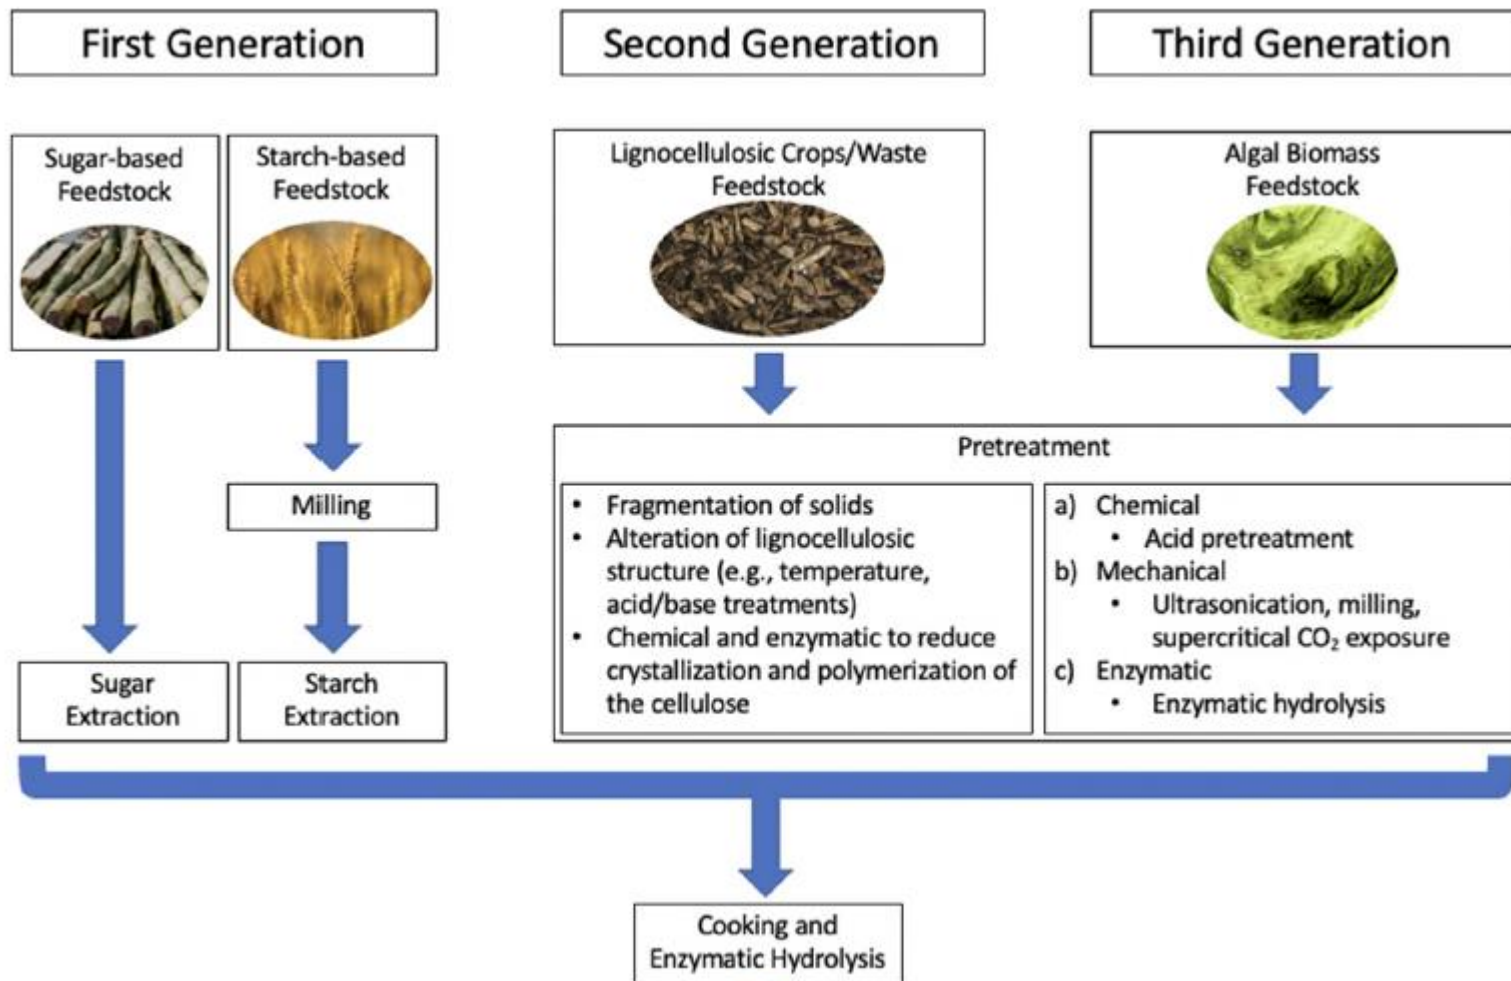 First Generation
Second Generation
Third Generation
Sugar-based
Feedstock
Starch-based
Feedstock
Lignocellulosic Crops/Waste
Feedstock
Algal Biomass
Feedstock
Milling
Sugar
Extraction
Starch
Extraction
Pretreatment
• Fragmentation of solids
• Alteration of lignocellulosic
structure (e.g., temperature,
acid/base treatments)
• Chemical and enzymatic to reduce
crystallization and polymerization of
the cellulose
a) Chemical
• Acid pretreatment
b) Mechanical
• Ultrasonication, milling,
supercritical CO₂ exposure
c) Enzymatic
• Enzymatic hydrolysis
Cooking and
Enzymatic Hydrolysis